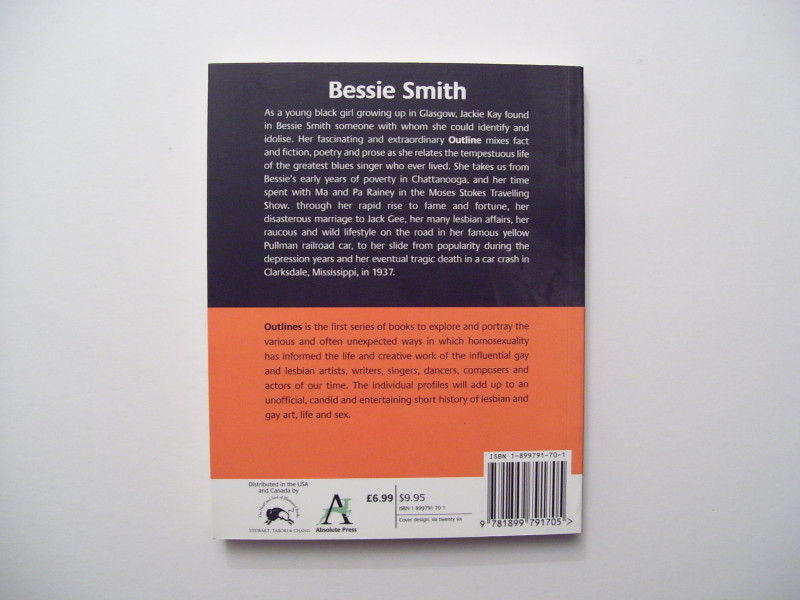 Bessie Smith
As a young black girl growing up in Glasgow, Jackie Kay found
in Bessie Smith someone with whom she could identify and
idolise. Her fascinating and extraordinary Outline mixes fact
and fiction, poetry and prose as she relates the tempestuous life
of the greatest blues singer who ever lived. She takes us from
Bessie's early years of poverty in Chattanooga, and her time
spent with Ma and Pa Rainey in the Moses Stokes Travelling
Show. through her rapid rise to fame and fortune, her
disasterous marriage to Jack Gee, her many lesbian affairs, her
raucous and wild lifestyle on the road in her famous yellow
Pullman railroad car, to her slide from popularity during the
depression years and her eventual tragic death in a car crash in
Clarksdale, Mississippi, in 1937.
Outlines is the first series of books to explore and portray the
various and often unexpected ways in which homosexuality
has informed the life and creative work of the influential gay
and lesbian artists, writers, singers, dancers, composers and
actors of our time. The individual profiles will add up to an
unofficial, candid and entertaining short history of lesbian and
gay art, life and sex.
Distributed in the USA
and Canada by
STEWART, TABORI & CHANG
A
Absolute Press
£6.99 $9.95
ISBN 1 899791 70 1
Cover design: six twenty six
ISBN 1-899791-70-1
9 781899 791705 >